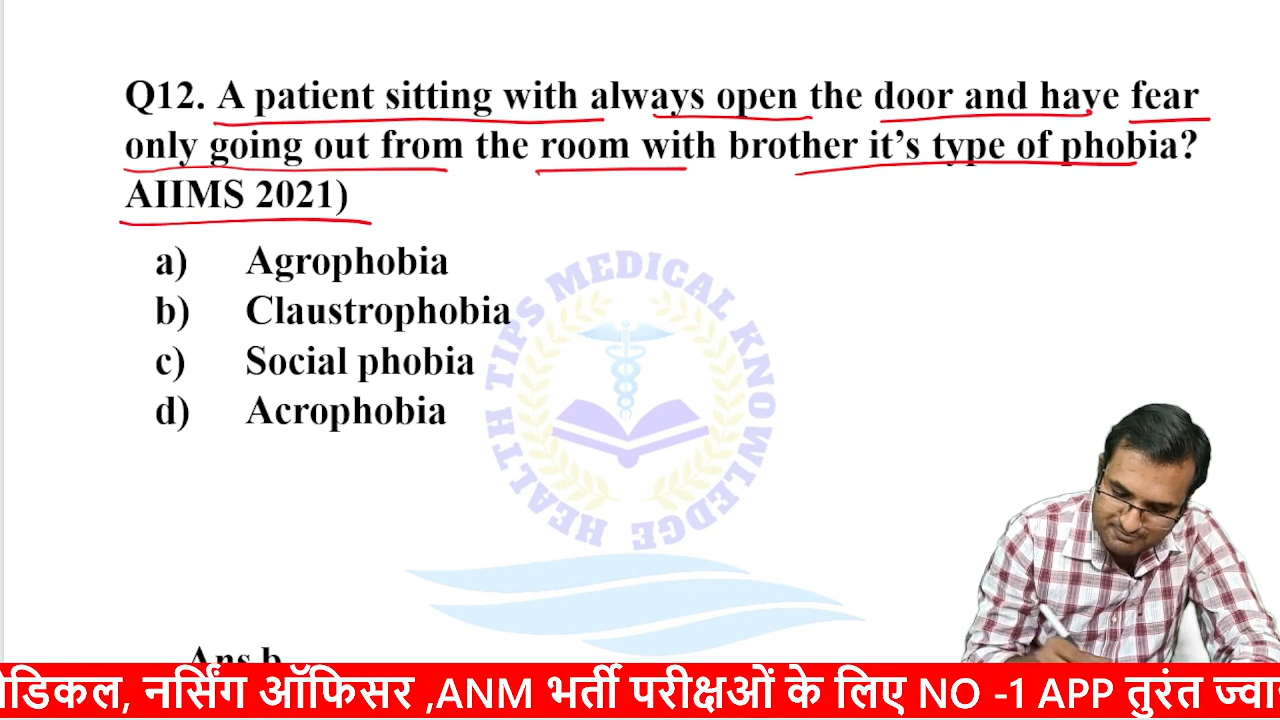 Q12. A patient sitting with always open the door and have fear
only going out from the room with brother it's type of phobia?
AIIMS 2021)
a) Agrophobia
b) Claustrophobia
c) Social phobia
d) Acrophobia
HEALTH TIPS MEDICAL KNOWLEDGE
Ans b
मेडिकल, नर्सिंग ऑफिसर ,ANM भर्ती परीक्षाओं के लिए NO -1 APP तुरंत